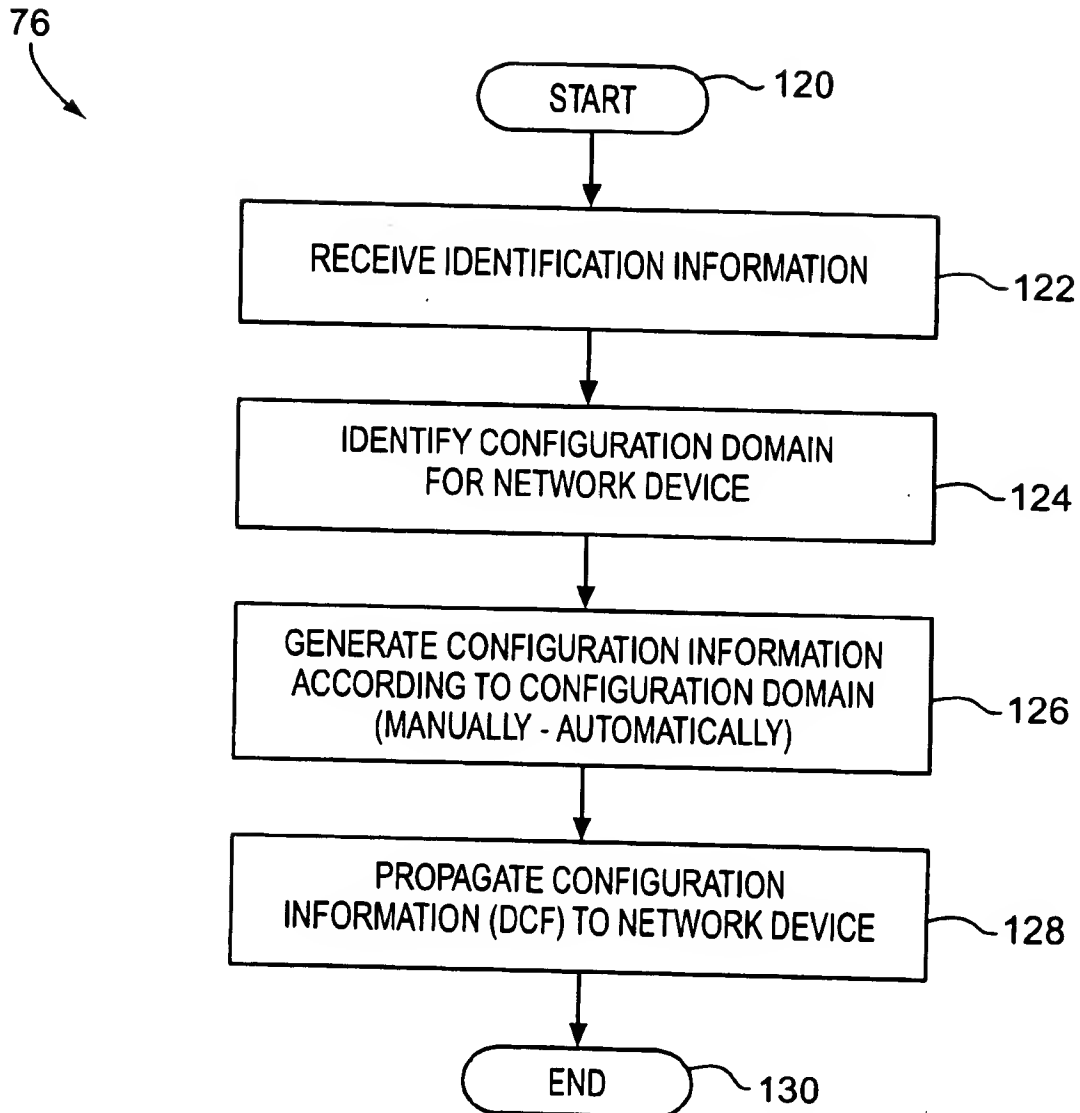 76
START
120
RECEIVE IDENTIFICATION INFORMATION
122
IDENTIFY CONFIGURATION DOMAIN
FOR NETWORK DEVICE
124
GENERATE CONFIGURATION INFORMATION
ACCORDING TO CONFIGURATION DOMAIN
(MANUALLY - AUTOMATICALLY)
126
PROPAGATE CONFIGURATION
INFORMATION (DCF) TO NETWORK DEVICE
128
END
130